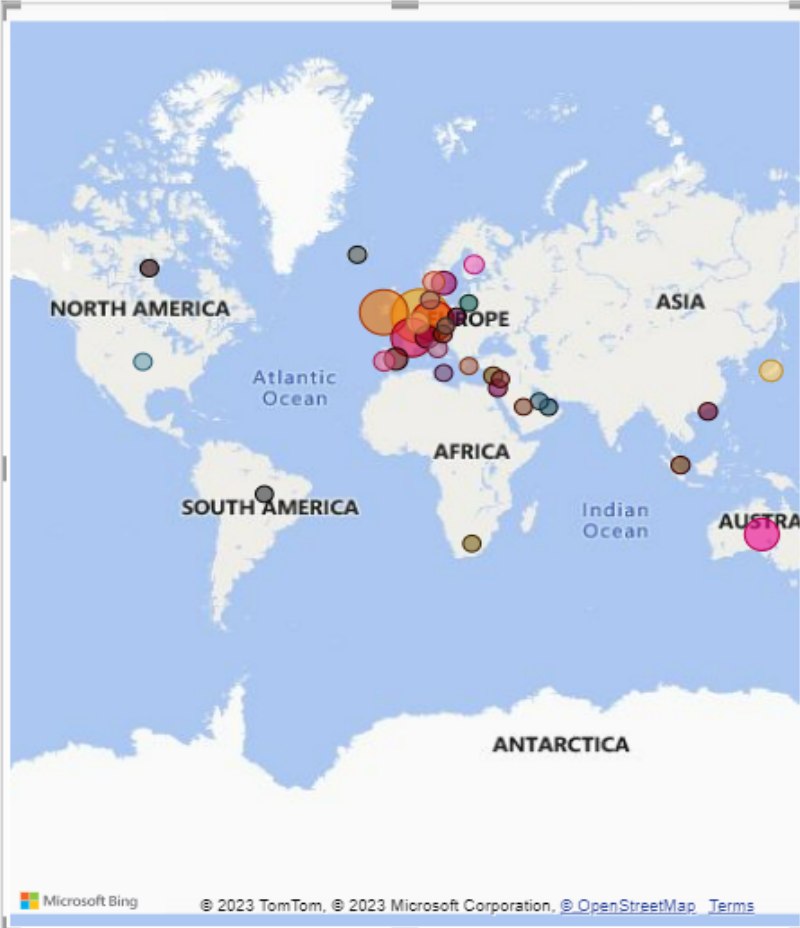 NORTH AMERICA
ROPE
ASIA
Atlantic
Ocean
AFRICA
SOUTH AMERICA
Indian
Ocean
AUSTRA
ANTARCTICA
Microsoft Bing
© 2023 TomTom, © 2023 Microsoft Corporation, © OpenStreetMap Terms